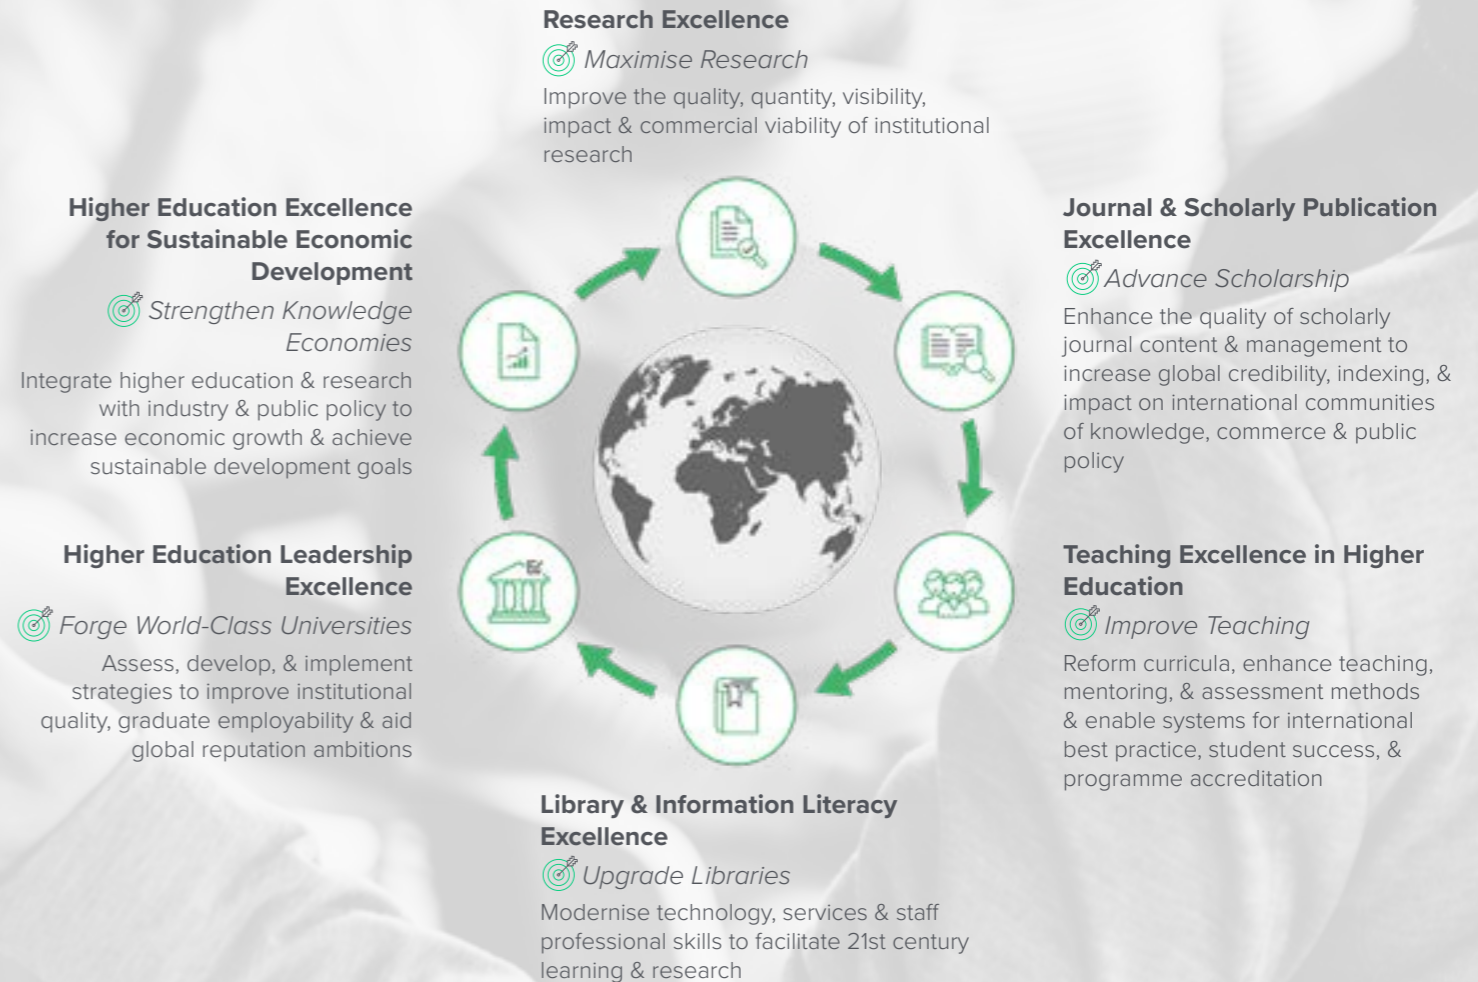 Research Excellence
Maximise Research
Improve the quality, quantity, visibility,
impact & commercial viability of institutional
research
Journal & Scholarly Publication
Excellence
Advance Scholarship
Enhance the quality of scholarly
journal content & management to
increase global credibility, indexing, &
impact on international communities
of knowledge, commerce & public
policy
Teaching Excellence in Higher
Education
Improve Teaching
Reform curricula, enhance teaching,
mentoring, & assessment methods
& enable systems for international
best practice, student success, &
programme accreditation
Library & Information Literacy
Excellence
Upgrade Libraries
Modernise technology, services & staff
professional skills to facilitate 21st century
learning & research
Higher Education Leadership
Excellence
Forge World-Class Universities
Assess, develop, & implement
strategies to improve institutional
quality, graduate employability & aid
global reputation ambitions
Higher Education Excellence
for Sustainable Economic
Development
Strengthen Knowledge
Economies
Integrate higher education & research
with industry & public policy to
increase economic growth & achieve
sustainable development goals